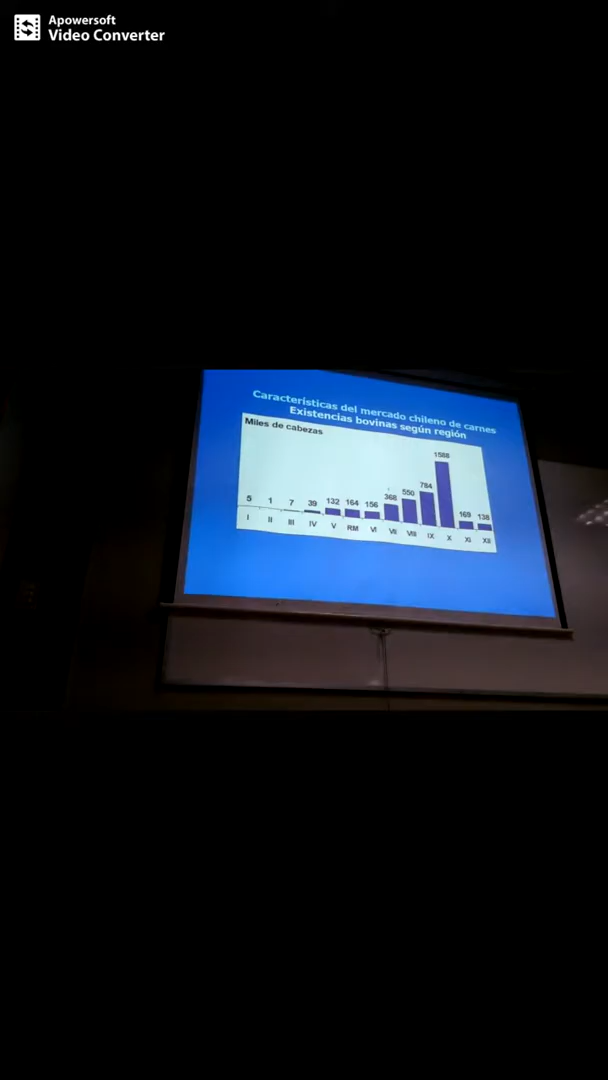 Apowersoft
Video Converter
Características del mercado chileno de carnes
Existencias bovinas según región
Miles de cabezas
5 1 7 39 132 164 156 368 550 784 1588 169 138
I II III IV V RM VI VII VIII IX X XI XII